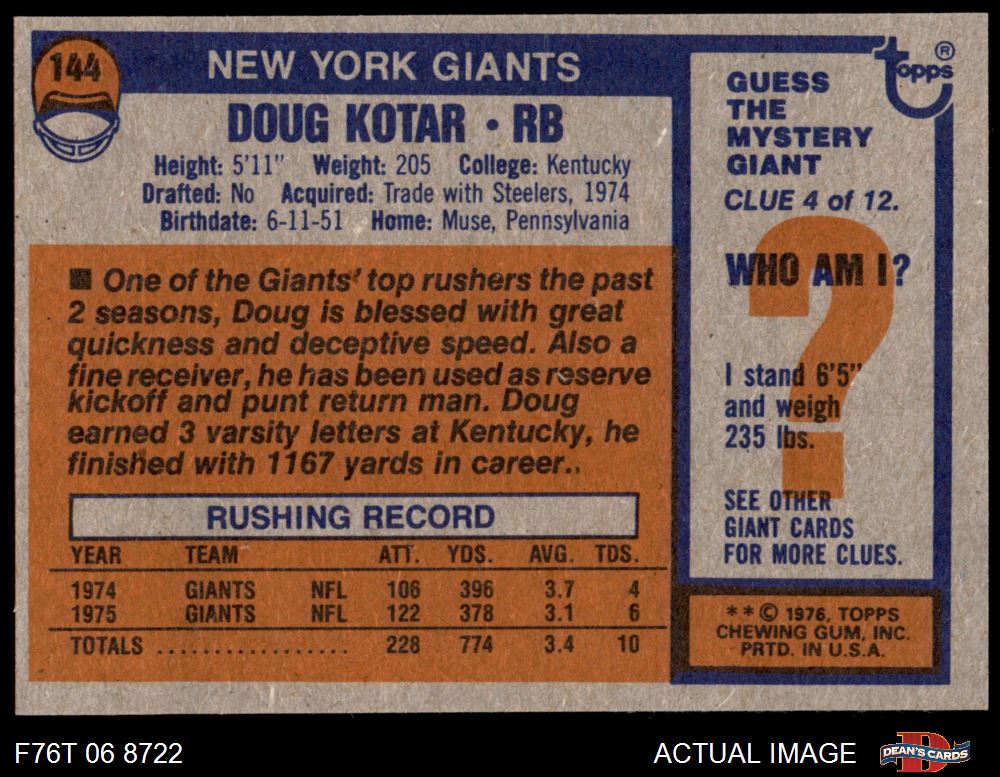 144
NEW YORK GIANTS
DOUG KOTAR • RB
Height: 5'11" Weight: 205 College: Kentucky
Drafted: No Acquired: Trade with Steelers, 1974
Birthdate: 6-11-51 Home: Muse, Pennsylvania
■ One of the Giants' top rushers the past
2 seasons, Doug is blessed with great
quickness and deceptive speed. Also a
fine receiver, he has been used as reserve
kickoff and punt return man. Doug
earned 3 varsity letters at Kentucky, he
finished with 1167 yards in career..
RUSHING RECORD
YEAR TEAM ATT. YDS. AVG. TDS.
1974 GIANTS NFL 106 396 3.7 4
1975 GIANTS NFL 122 378 3.1 6
TOTALS ................. 228 774 3.4 10
topps ®
GUESS
THE
MYSTERY
GIANT
CLUE 4 of 12.
?
WHO AM I?
I stand 6'5"
and weigh
235 lbs.
SEE OTHER
GIANT CARDS
FOR MORE CLUES.
** © 1976, TOPPS
CHEWING GUM, INC.
PRTD. IN U.S.A.
F76T 06 8722
ACTUAL IMAGE
D
DEAN'S CARDS